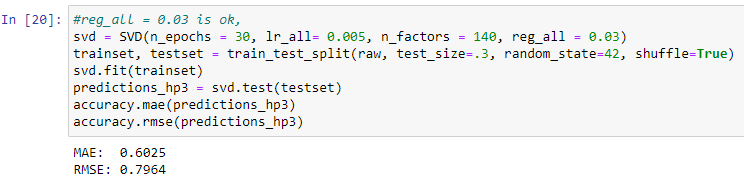 In [20]: #reg_all = 0.03 is ok,
svd = SVD(n_epochs = 30, lr_all= 0.005, n_factors = 140, reg_all = 0.03)
trainset, testset = train_test_split(raw, test_size=.3, random_state=42, shuffle=True)
svd.fit(trainset)
predictions_hp3 = svd.test(testset)
accuracy.mae(predictions_hp3)
accuracy.rmse(predictions_hp3)
MAE:  0.6025
RMSE: 0.7964